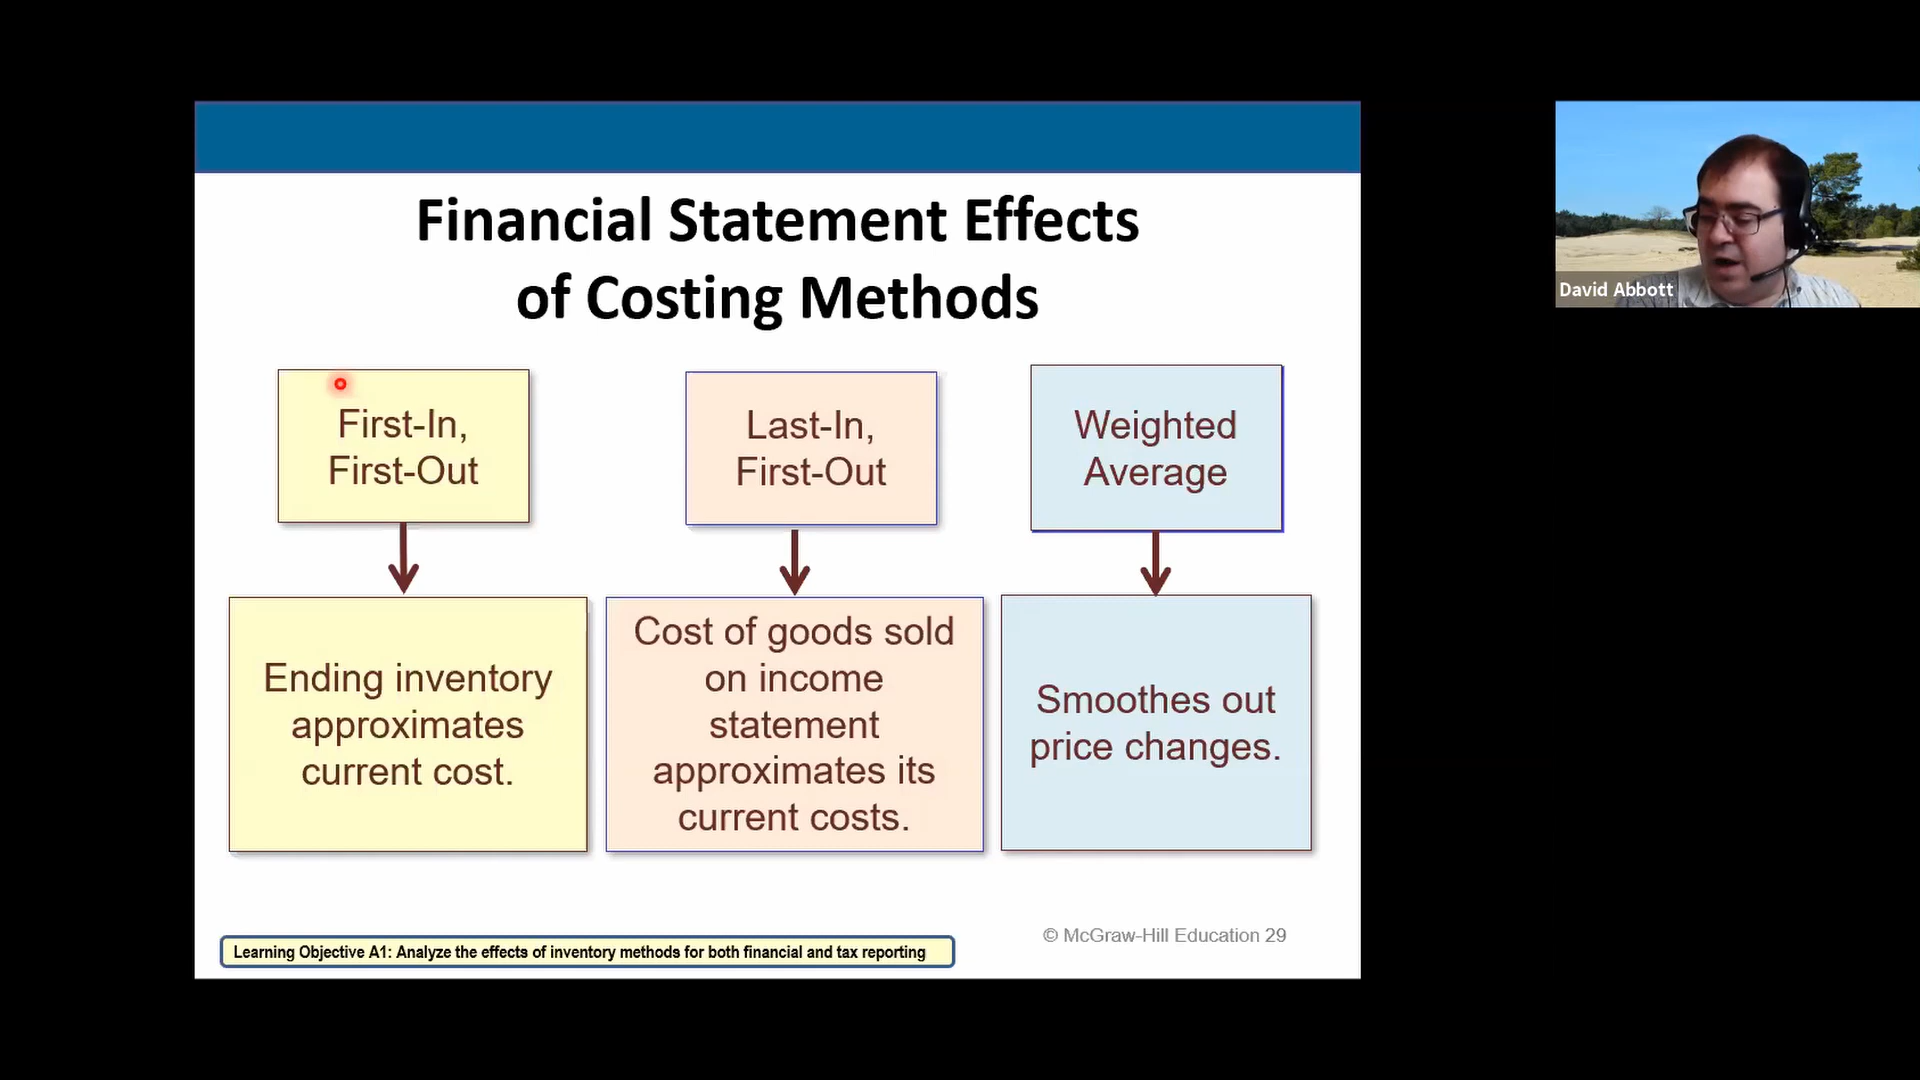 Financial Statement Effects
of Costing Methods
First-In,
First-Out
Last-In,
First-Out
Weighted
Average
Ending inventory
approximates
current cost.
Cost of goods sold
on income
statement
approximates its
current costs.
Smoothes out
price changes.
Learning Objective A1: Analyze the effects of inventory methods for both financial and tax reporting
© McGraw-Hill Education 29
David Abbott